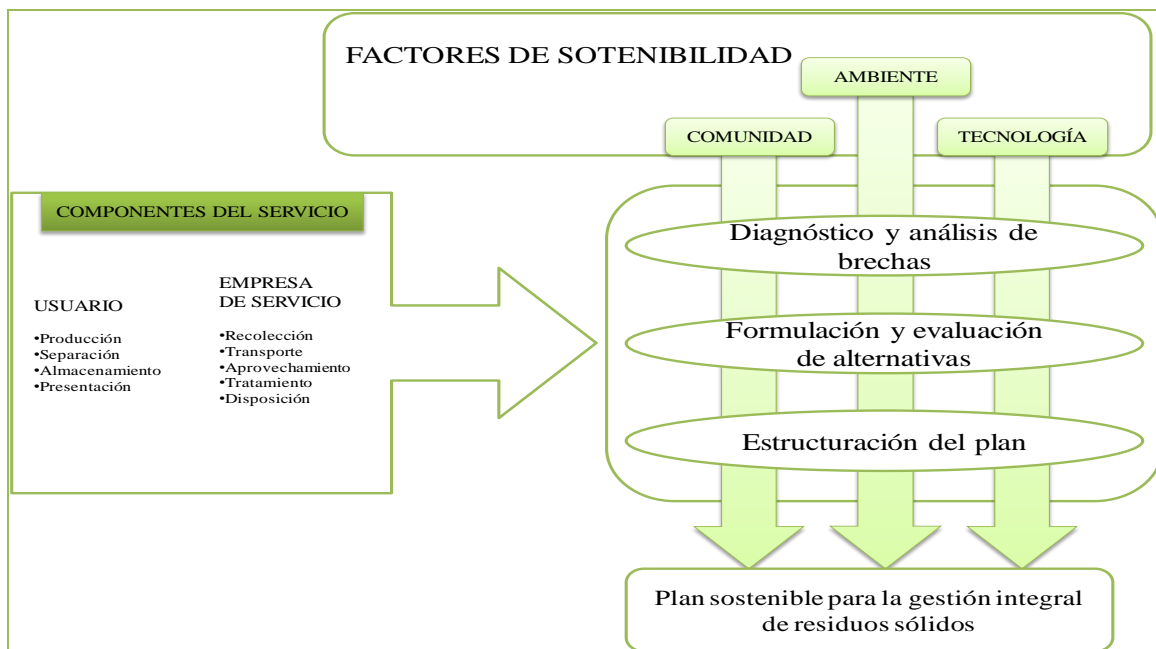 FACTORES DE SOTENIBILIDAD
AMBIENTE
COMUNIDAD
TECNOLOGÍA
COMPONENTES DEL SERVICIO
USUARIO
•Producción
•Separación
•Almacenamiento
•Presentación
EMPRESA
DE SERVICIO
•Recolección
•Transporte
•Aprovechamiento
•Tratamiento
•Disposición
Diagnóstico y análisis de
brechas
Formulación y evaluación
de alternativas
Estructuración del plan
Plan sostenible para la gestión integral
de residuos sólidos